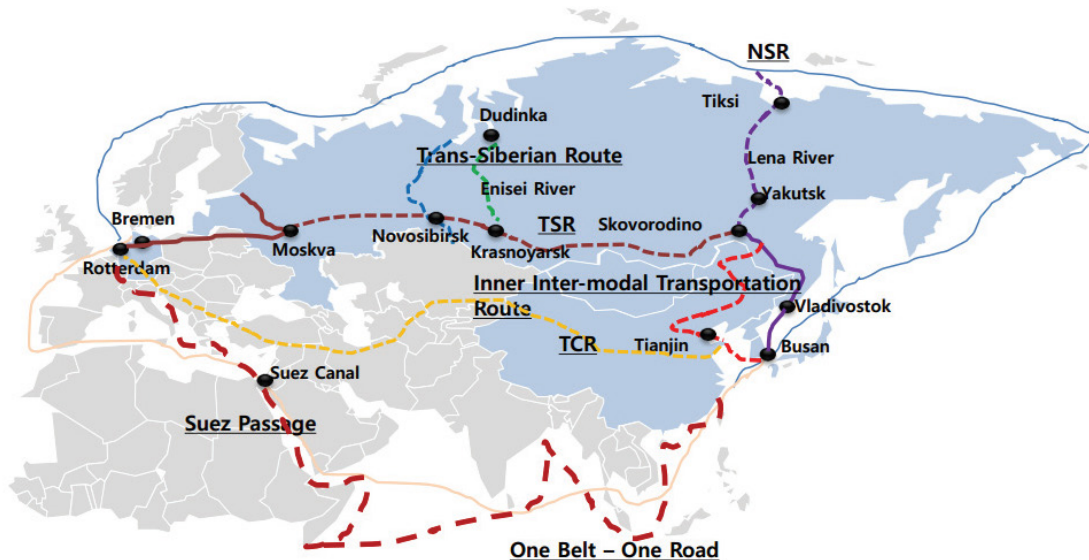 NSR
Tiksi
Dudinka
Trans-Siberian Route
Lena River
Enisei River
Yakutsk
Bremen
TSR
Skovorodino
Novosibirsk
Moskva
Krasnoyarsk
Rotterdam
Inner Inter-modal Transportation
Route
Vladivostok
TCR
Tianjin
Busan
Suez Canal
Suez Passage
One Belt – One Road